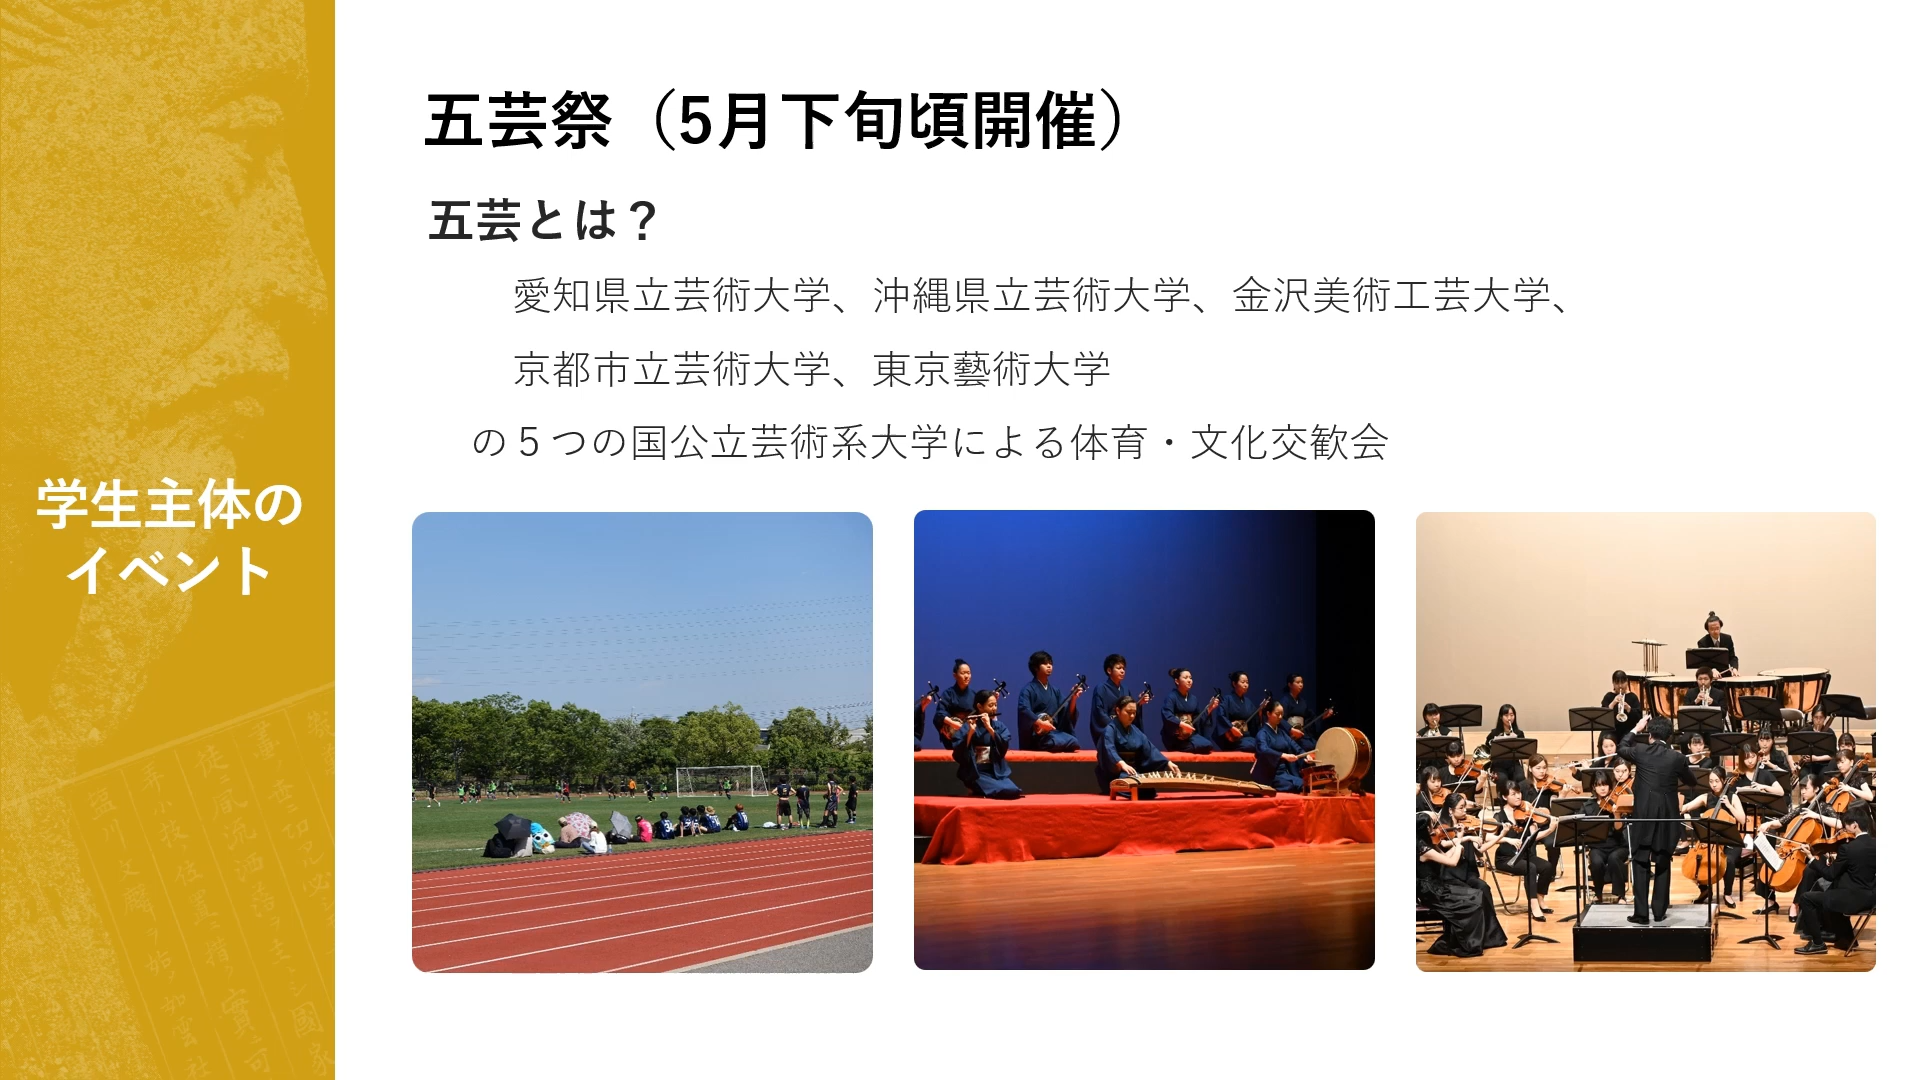 学生主体の
イベント
五芸祭（5月下旬頃開催）
五芸とは？
愛知県立芸術大学、沖縄県立芸術大学、金沢美術工芸大学、
京都市立芸術大学、東京藝術大学
の５つの国公立芸術系大学による体育・文化交歓会